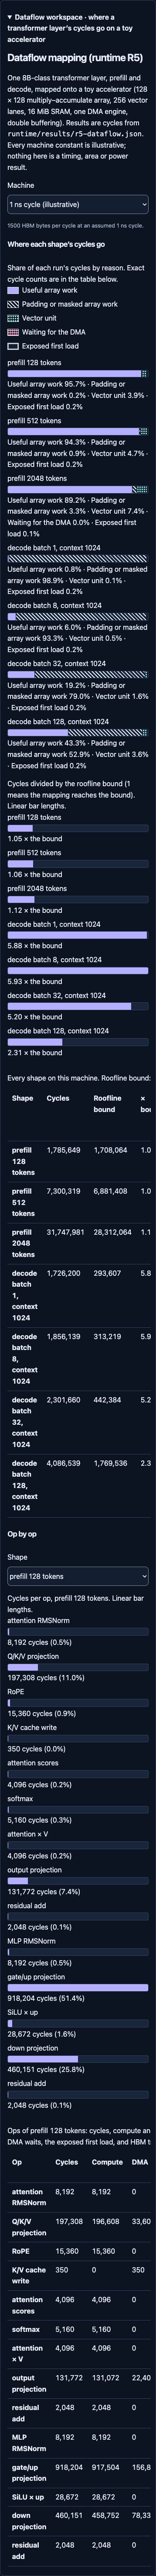 ▾ Dataflow workspace · where a
transformer layer's cycles go on a toy
accelerator
Dataflow mapping (runtime R5)
One 8B-class transformer layer, prefill and
decode, mapped onto a toy accelerator (128
× 128 multiply-accumulate array, 256 vector
lanes, 16 MiB SRAM, one DMA engine,
double buffering). Results are cycles from
runtime/results/r5-dataflow.json.
Every machine constant is illustrative;
nothing here is a timing, area or power
result.
Machine
1 ns cycle (illustrative)
1500 HBM bytes per cycle at an assumed 1 ns cycle.
Where each shape's cycles go
Share of each run's cycles by reason. Exact
cycle counts are in the table below.
Useful array work
Padding or masked array work
Vector unit
Waiting for the DMA
Exposed first load
prefill 128 tokens
Useful array work 95.7% · Padding or
masked array work 0.2% · Vector unit 3.9% ·
Exposed first load 0.2%
prefill 512 tokens
Useful array work 94.3% · Padding or
masked array work 0.9% · Vector unit 4.7% ·
Exposed first load 0.2%
prefill 2048 tokens
Useful array work 89.2% · Padding or
masked array work 3.3% · Vector unit 7.4% ·
Waiting for the DMA 0.0% · Exposed first
load 0.1%
decode batch 1, context 1024
Useful array work 0.8% · Padding or masked
array work 98.9% · Vector unit 0.1% ·
Exposed first load 0.2%
decode batch 8, context 1024
Useful array work 6.0% · Padding or masked
array work 93.3% · Vector unit 0.5% ·
Exposed first load 0.2%
decode batch 32, context 1024
Useful array work 19.2% · Padding or masked
array work 79.0% · Vector unit 1.6%
· Exposed first load 0.2%
decode batch 128, context 1024
Useful array work 43.3% · Padding or masked
array work 52.9% · Vector unit 3.6%
· Exposed first load 0.2%
Cycles divided by the roofline bound (1
means the mapping reaches the bound).
Linear bar lengths.
prefill 128 tokens
1.05 × the bound
prefill 512 tokens
1.06 × the bound
prefill 2048 tokens
1.12 × the bound
decode batch 1, context 1024
5.88 × the bound
decode batch 8, context 1024
5.93 × the bound
decode batch 32, context 1024
5.20 × the bound
decode batch 128, context 1024
2.31 × the bound
Every shape on this machine. Roofline bound:
Shape Cycles Roofline bound ×
prefill 128 tokens 1,785,649 1,708,064 1.0
prefill 512 tokens 7,300,319 6,881,408 1.0
prefill 2048 tokens 31,747,981 28,312,064 1.1
decode batch 1, context 1024 1,726,200 293,607 5.8
decode batch 8, context 1024 1,856,139 313,219 5.9
decode batch 32, context 1024 2,301,660 442,384 5.2
decode batch 128, context 1024 4,086,539 1,769,536 2.3
Op by op
Shape
prefill 128 tokens
Cycles per op, prefill 128 tokens. Linear bar
lengths.
attention RMSNorm
8,192 cycles (0.5%)
Q/K/V projection
197,308 cycles (11.0%)
RoPE
15,360 cycles (0.9%)
K/V cache write
350 cycles (0.0%)
attention scores
4,096 cycles (0.2%)
softmax
5,160 cycles (0.3%)
attention × V
4,096 cycles (0.2%)
output projection
131,772 cycles (7.4%)
residual add
2,048 cycles (0.1%)
MLP RMSNorm
8,192 cycles (0.5%)
gate/up projection
918,204 cycles (51.4%)
SiLU × up
28,672 cycles (1.6%)
down projection
460,151 cycles (25.8%)
residual add
2,048 cycles (0.1%)
Ops of prefill 128 tokens: cycles, compute an
DMA waits, the exposed first load, and HBM t
Op Cycles Compute DMA
attention RMSNorm 8,192 8,192 0
Q/K/V projection 197,308 196,608 33,60
RoPE 15,360 15,360 0
K/V cache write 350 0 350
attention scores 4,096 4,096 0
softmax 5,160 5,160 0
attention × V 4,096 4,096 0
output projection 131,772 131,072 22,40
residual add 2,048 2,048 0
MLP RMSNorm 8,192 8,192 0
gate/up projection 918,204 917,504 156,8
SiLU × up 28,672 28,672 0
down projection 460,151 458,752 78,33
residual add 2,048 2,048 0